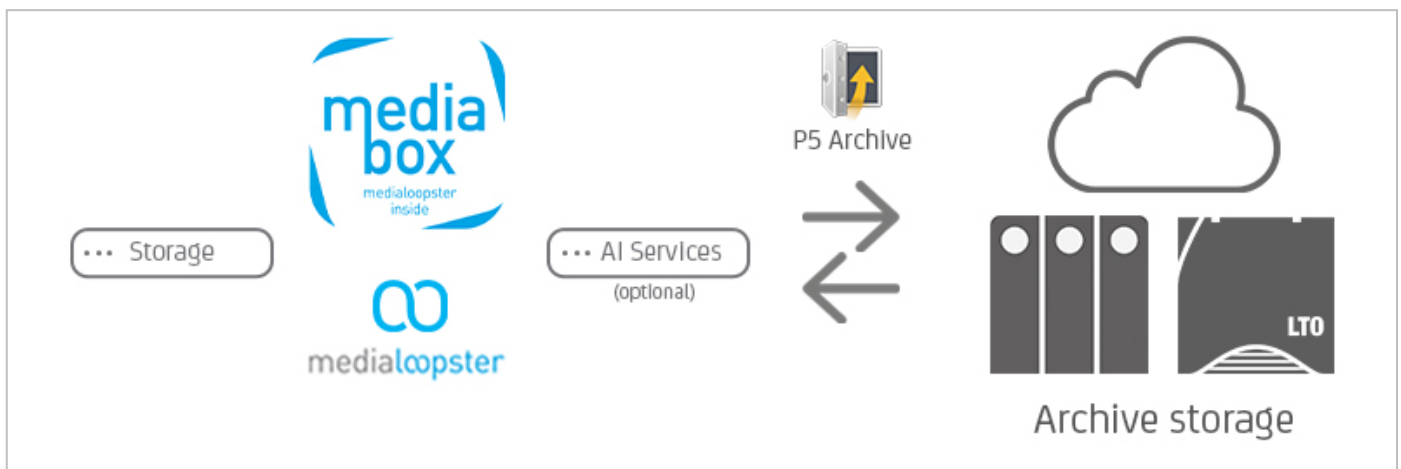 media
box
medialoopster
inside
P5 Archive
••• Storage
••• AI Services
(optional)
medialoopster
LTO
Archive storage